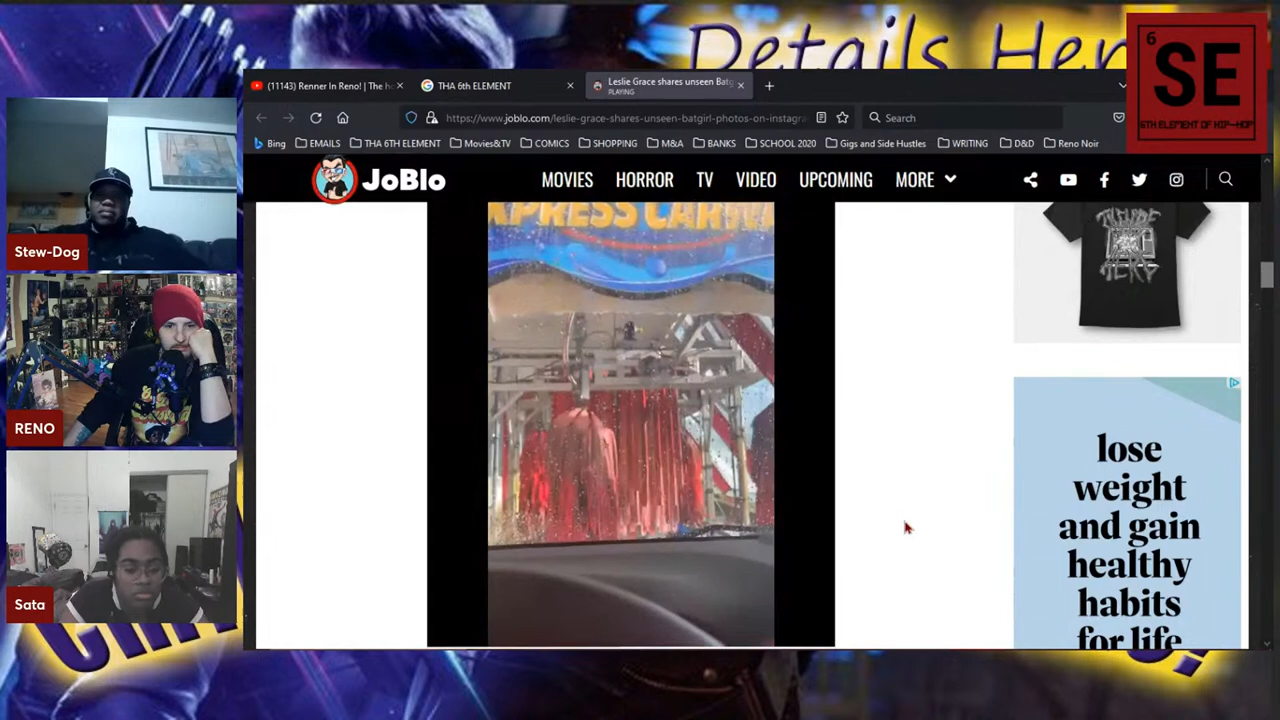 Details Her
6
SE
6TH ELEMENT OF HIP-HOP
(11143) Renner In Reno! | The h
THA 6th ELEMENT
Leslie Grace shares unseen Batg
PLAYING
https://www.joblo.com/leslie-grace-shares-unseen-batgirl-photos-on-instagra
Search
Bing
EMAILS
THA 6TH ELEMENT
Movies&TV
COMICS
SHOPPING
M&A
BANKS
SCHOOL 2020
Gigs and Side Hustles
WRITING
D&D
Reno Noir
JoBlo
MOVIES
HORROR
TV
VIDEO
UPCOMING
MORE
XPRESS CARW
Stew-Dog
RENO
Sata
lose
weight
and gain
healthy
habits
for life